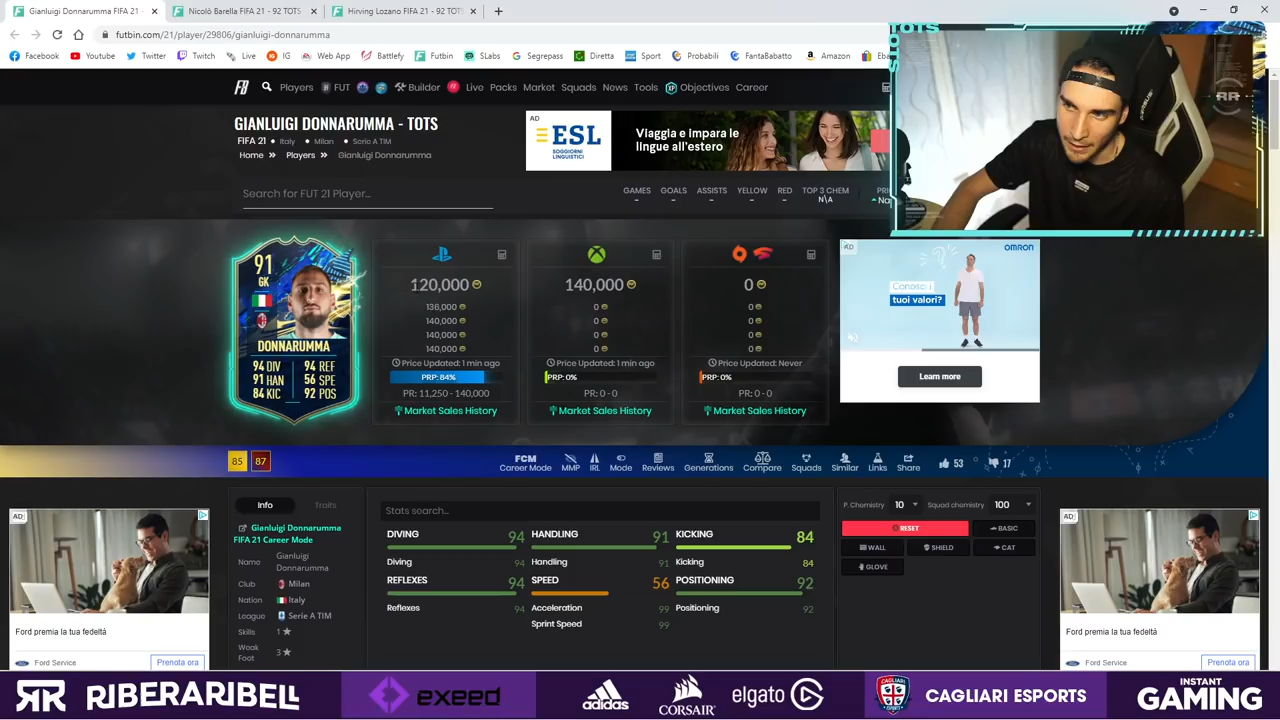 Gianluigi Donnarumma FIFA 21 -
Nicolò Barella FIFA 21 - 92 TOTS
Hirving Lozano FIFA 21 - 92 TOTS
futbin.com/21/player/29806/gianluigi-donnarumma
Facebook Youtube Twitter Twitch Live IG Web App Battlefy Futbin SLabs Segrepass Diretta Sport Probabili FantaBabatto Amazon
Players FUT Builder Live Packs Market Squads News Tools Objectives Career
GIANLUIGI DONNARUMMA - TOTS
FIFA 21 Italy Milan Serie A TIM
Home Players Gianluigi Donnarumma
AD
ESL
SOGGIORNI
LINGUISTICI
Viaggia e impara le
lingue all'estero
Search for FUT 21 Player...
GAMES GOALS ASSISTS YELLOW RED TOP 3 CHEM
- - - - - N\A
TOTS
RR
91
GK
DONNARUMMA
94 DIV 94 REF
91 HAN 56 SPE
84 KIC 92 POS
120,000
136,000
140,000
140,000
140,000
Price Updated: 1 min ago
PRP: 84%
PR: 11,250 - 140,000
Market Sales History
140,000
0
0
0
0
Price Updated: 1 min ago
PRP: 0%
PR: 0 - 0
Market Sales History
0
0
0
0
0
Price Updated: Never
PRP: 0%
PR: 0 - 0
Market Sales History
AD
OMRON
Conosci i
tuoi valori?
Learn more
85 87
FCM
Career Mode MMP IRL Mode Reviews Generations Compare Squads Similar Links Share 53 17
Info Traits
Gianluigi Donnarumma
FIFA 21 Career Mode
Name Gianluigi
Donnarumma
Club Milan
Nation Italy
League Serie A TIM
Skills 1
Weak
Foot 3
Stats search...
DIVING 94 HANDLING 91 KICKING 84
Diving 94 Handling 91 Kicking 84
REFLEXES 94 SPEED 56 POSITIONING 92
Reflexes 94 Acceleration 99 Positioning 92
Sprint Speed 99
P. Chemistry 10 Squad chemistry 100
RESET BASIC
WALL SHIELD CAT
GLOVE
AD
Ford premia la tua fedeltà
Ford Service Prenota ora
AD
Ford premia la tua fedeltà
Ford Service Prenota ora
RR RIBERARIBELL exeed adidas CORSAIR elgato CAGLIARI ESPORTS INSTANT
GAMING